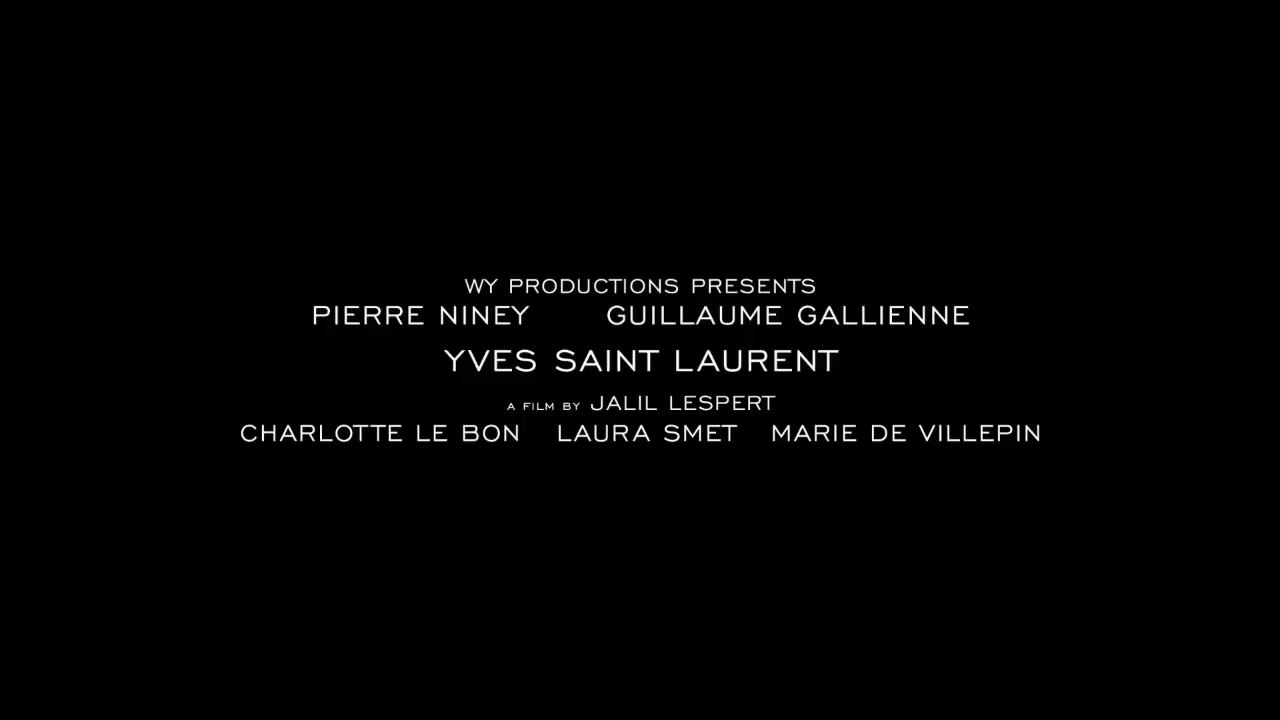 WY PRODUCTIONS PRESENTS
PIERRE NINEY GUILLAUME GALLIENNE
YVES SAINT LAURENT
A FILM BY JALIL LESPERT
CHARLOTTE LE BON LAURA SMET MARIE DE VILLEPIN